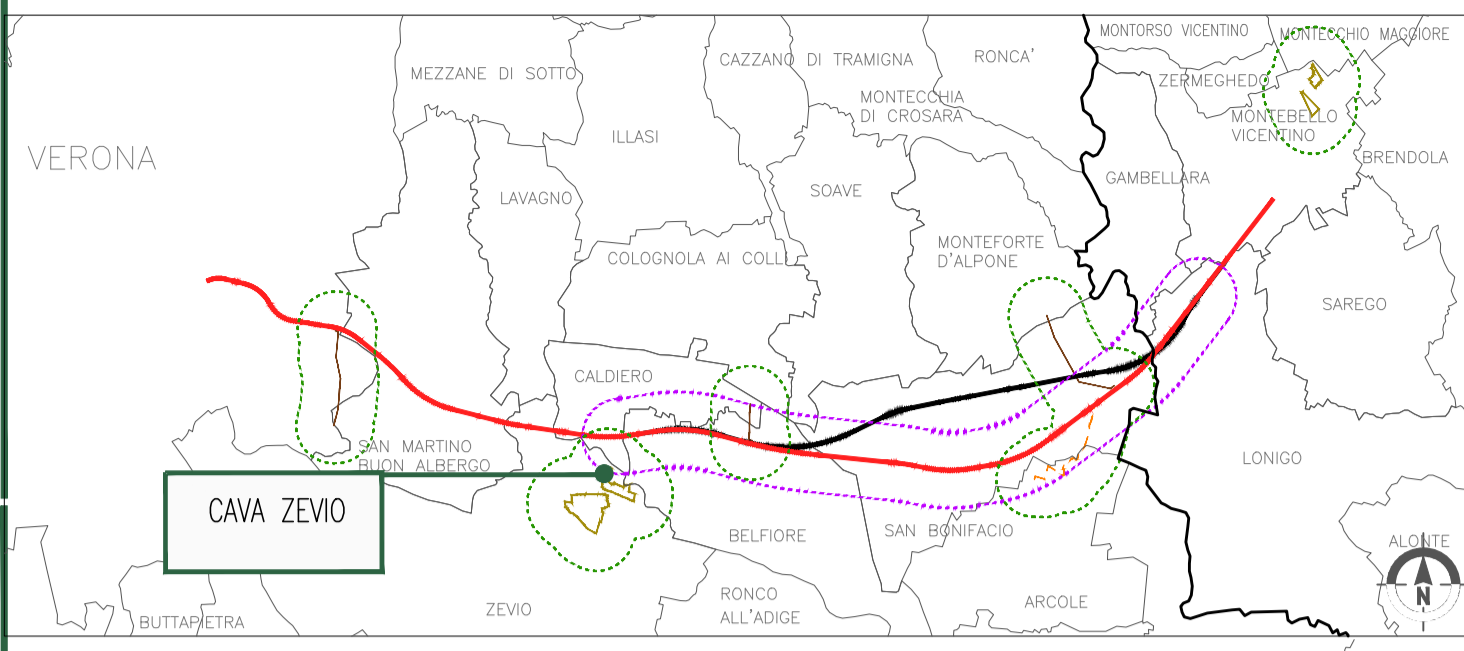 MONTORSO VICENTINO
MONTECCHIO MAGGIORE
CAZZANO DI TRAMIGNA
RONCA'
MEZZANE DI SOTTO
ZERMEGHEDO
MONTECCHIA
DI CROSARA
MONTEBELLO
VICENTINO
ILLASI
VERONA
BRENDOLA
GAMBELLARA
SOAVE
LAVAGNO
MONTEFORTE
D'ALPONE
COLOGNOLA AI COLL
SAREGO
CALDIERO
SAN MARTINO
BUON ALBERGO
LONIGO
CAVA ZEVIO
BELFIORE
SAN BONIFACIO
ALONTE
N
RONCO
ALL'ADIGE
ARCOLE
ZEVIO
BUTTAPIETRA